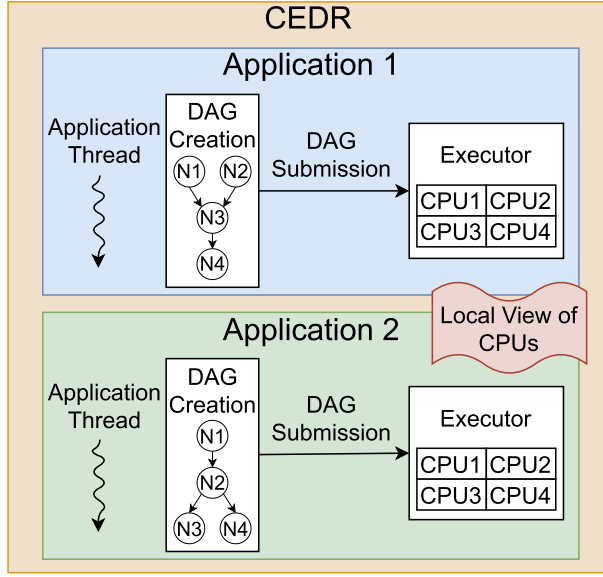 CEDR
Application 1
Application
Thread
DAG
Creation
N1 N2
N3
N4
DAG
Submission
Executor
CPU1 CPU2
CPU3 CPU4
Local View of
CPUs
Application 2
Application
Thread
DAG
Creation
N1
N2
N3 N4
DAG
Submission
Executor
CPU1 CPU2
CPU3 CPU4